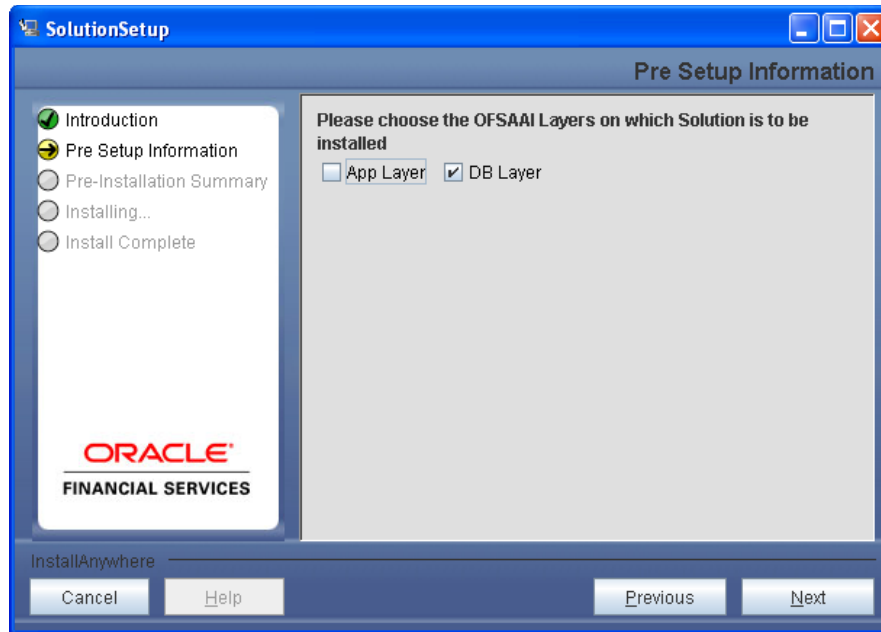 SolutionSetup
Pre Setup Information
Introduction
Pre Setup Information
Pre-Installation Summary
Installing...
Install Complete
ORACLE
FINANCIAL SERVICES
Please choose the OFSAAI Layers on which Solution is to be
installed
App Layer DB Layer
InstallAnywhere
Cancel Help Previous Next